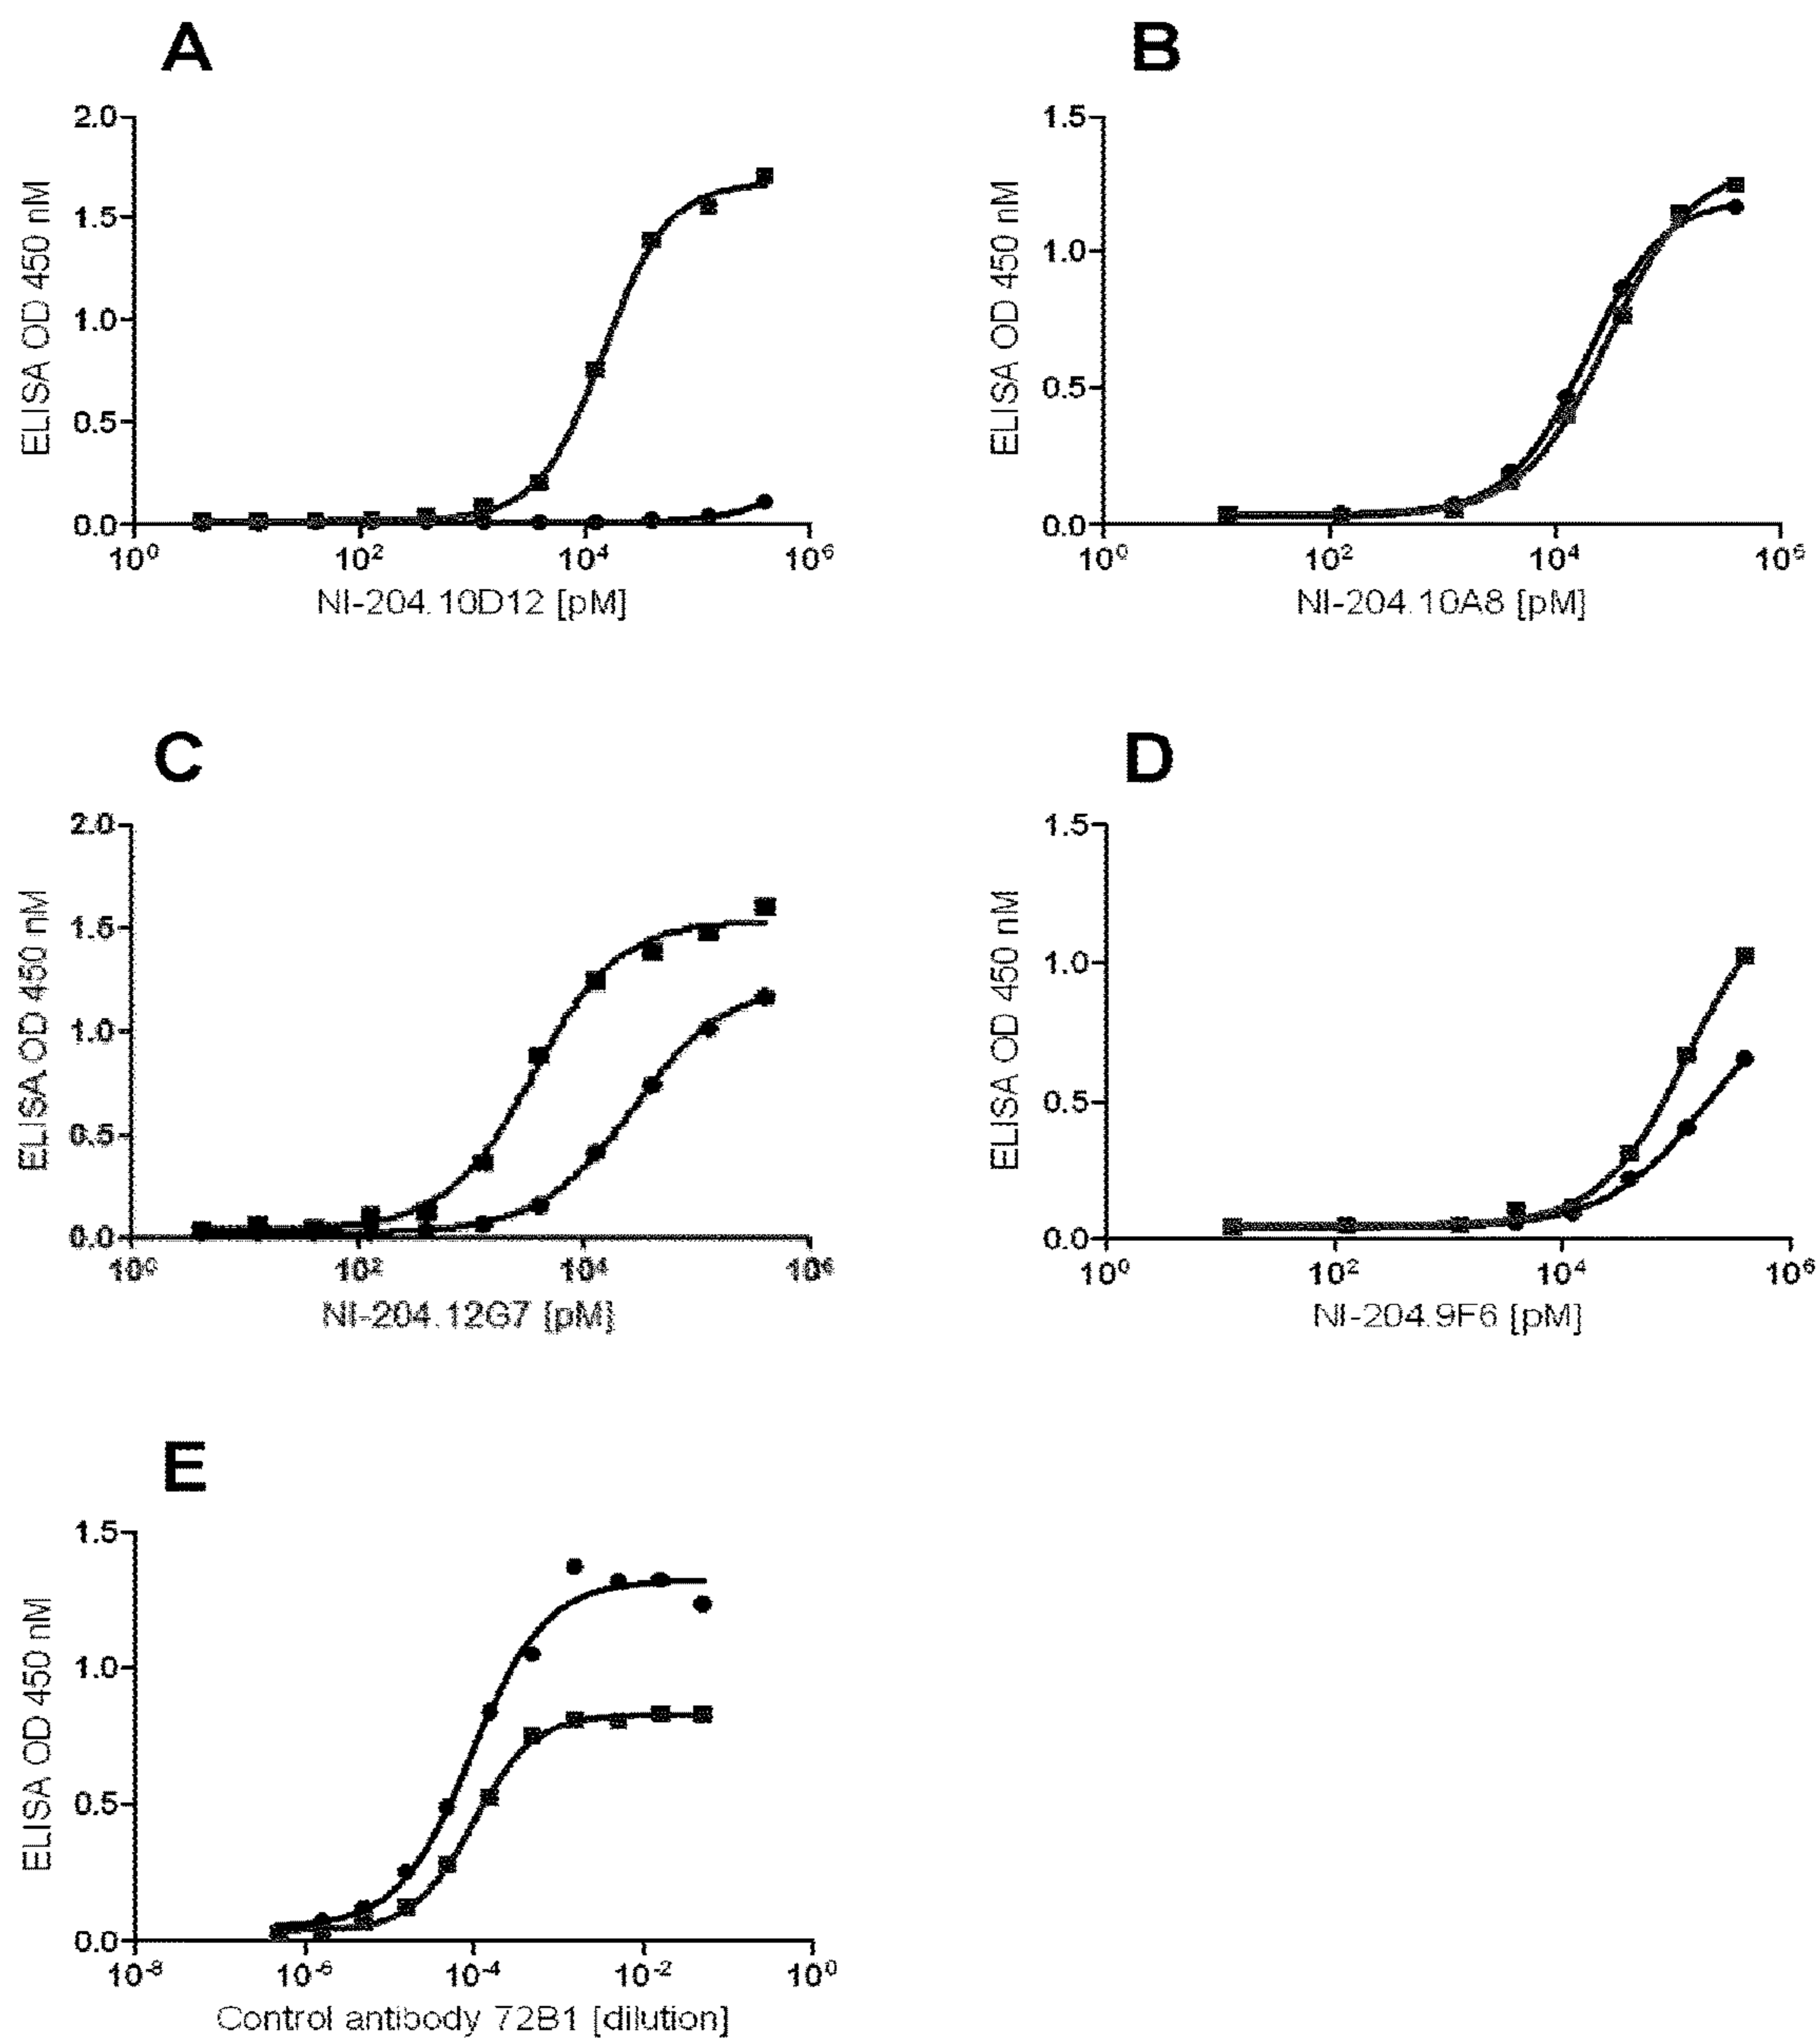 A
2.0
1.5
1.0
0.5
0.0
10⁰ 10² 10⁴ 10⁶
ELISA OD 450 nM
NI-204.10D12 [pM]
B
1.5
1.0
0.5
0.0
10⁰ 10² 10⁴ 10⁶
ELISA OD 450 nM
NI-204.10A8 [pM]
C
2.0
1.5
1.0
0.5
0.0
10⁰ 10² 10⁴ 10⁶
ELISA OD 450 nM
NI-204.12G7 [pM]
D
1.5
1.0
0.5
0.0
10⁰ 10² 10⁴ 10⁶
ELISA OD 450 nM
NI-204.9F6 [pM]
E
1.5
1.0
0.5
0.0
10⁻⁸ 10⁻⁶ 10⁻⁴ 10⁻² 10⁰
ELISA OD 450 nM
Control antibody 72B1 [dilution]